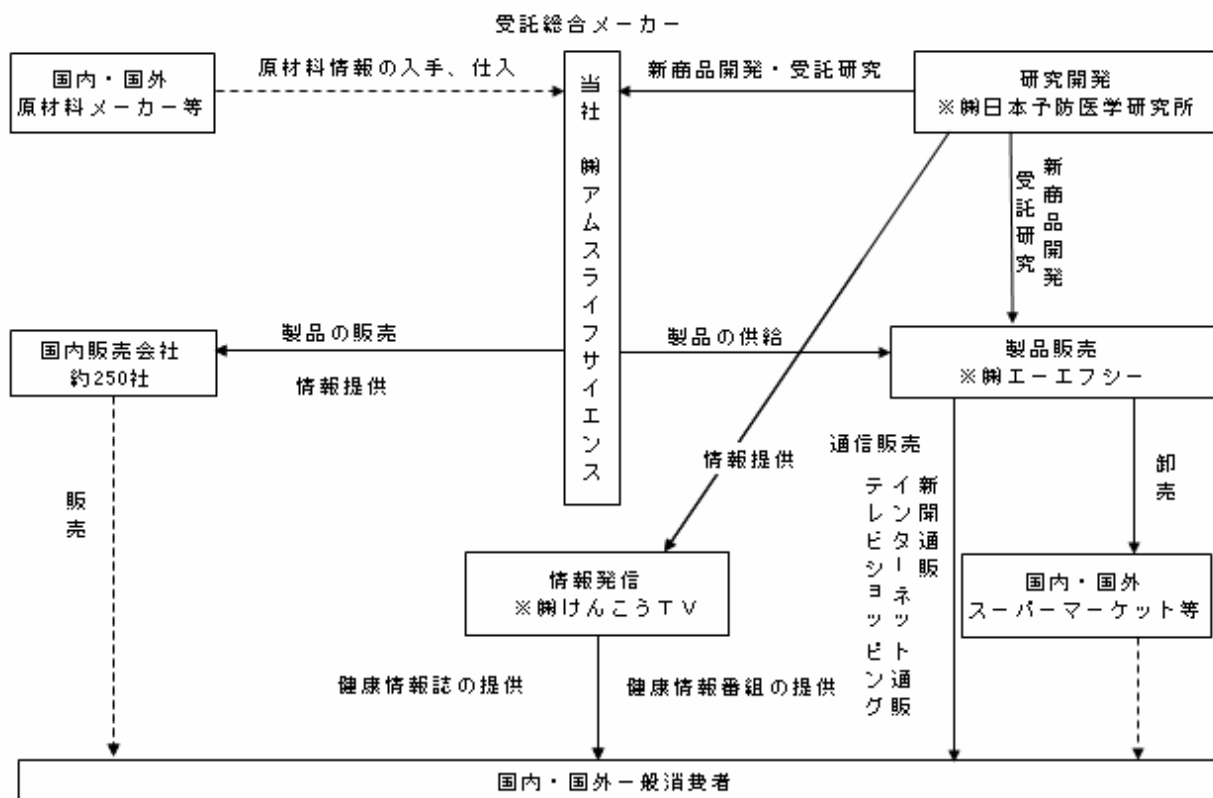 受託総合メーカー
国内・国外
原材料メーカー等
原材料情報の入手、仕入
当社 ㈱アムスライフサイエンス
新商品開発・受託研究
研究開発
※㈱日本予防医学研究所
新商品開発
受託研究
国内販売会社
約250社
製品の販売
情報提供
製品の供給
製品販売
※㈱エーエフシー
販売
情報提供
通信販売
新聞通販
インターネット通販
テレビショッピング
卸売
情報発信
※㈱けんこうTV
国内・国外
スーパーマーケット等
健康情報誌の提供
健康情報番組の提供
国内・国外一般消費者